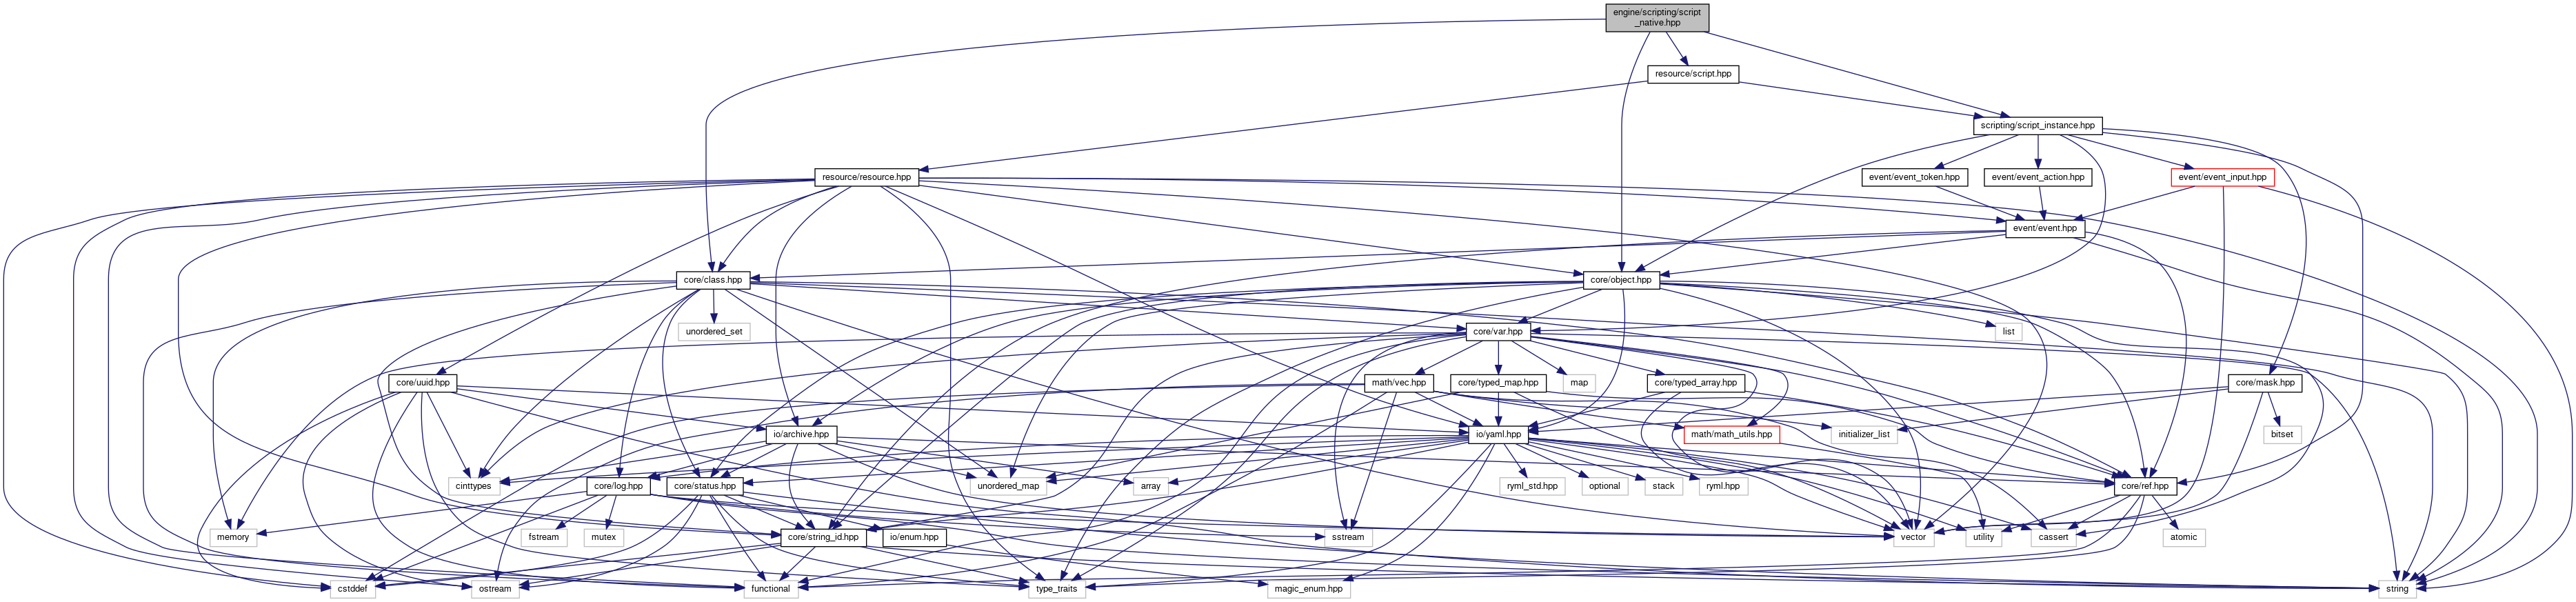 engine/scripting/script
_native.hpp
resource/script.hpp
scripting/script_instance.hpp
resource/resource.hpp
event/event_token.hpp
event/event_action.hpp
event/event_input.hpp
event/event.hpp
core/class.hpp
core/object.hpp
unordered_set
core/var.hpp
list
core/uuid.hpp
math/vec.hpp
core/typed_map.hpp
map
core/typed_array.hpp
core/mask.hpp
io/archive.hpp
io/yaml.hpp
math/math_utils.hpp
initializer_list
bitset
cinttypes
core/log.hpp
core/status.hpp
unordered_map
array
ryml_std.hpp
optional
stack
ryml.hpp
core/ref.hpp
memory
fstream
mutex
core/string_id.hpp
io/enum.hpp
sstream
vector
utility
cassert
atomic
cstddef
ostream
functional
type_traits
magic_enum.hpp
string